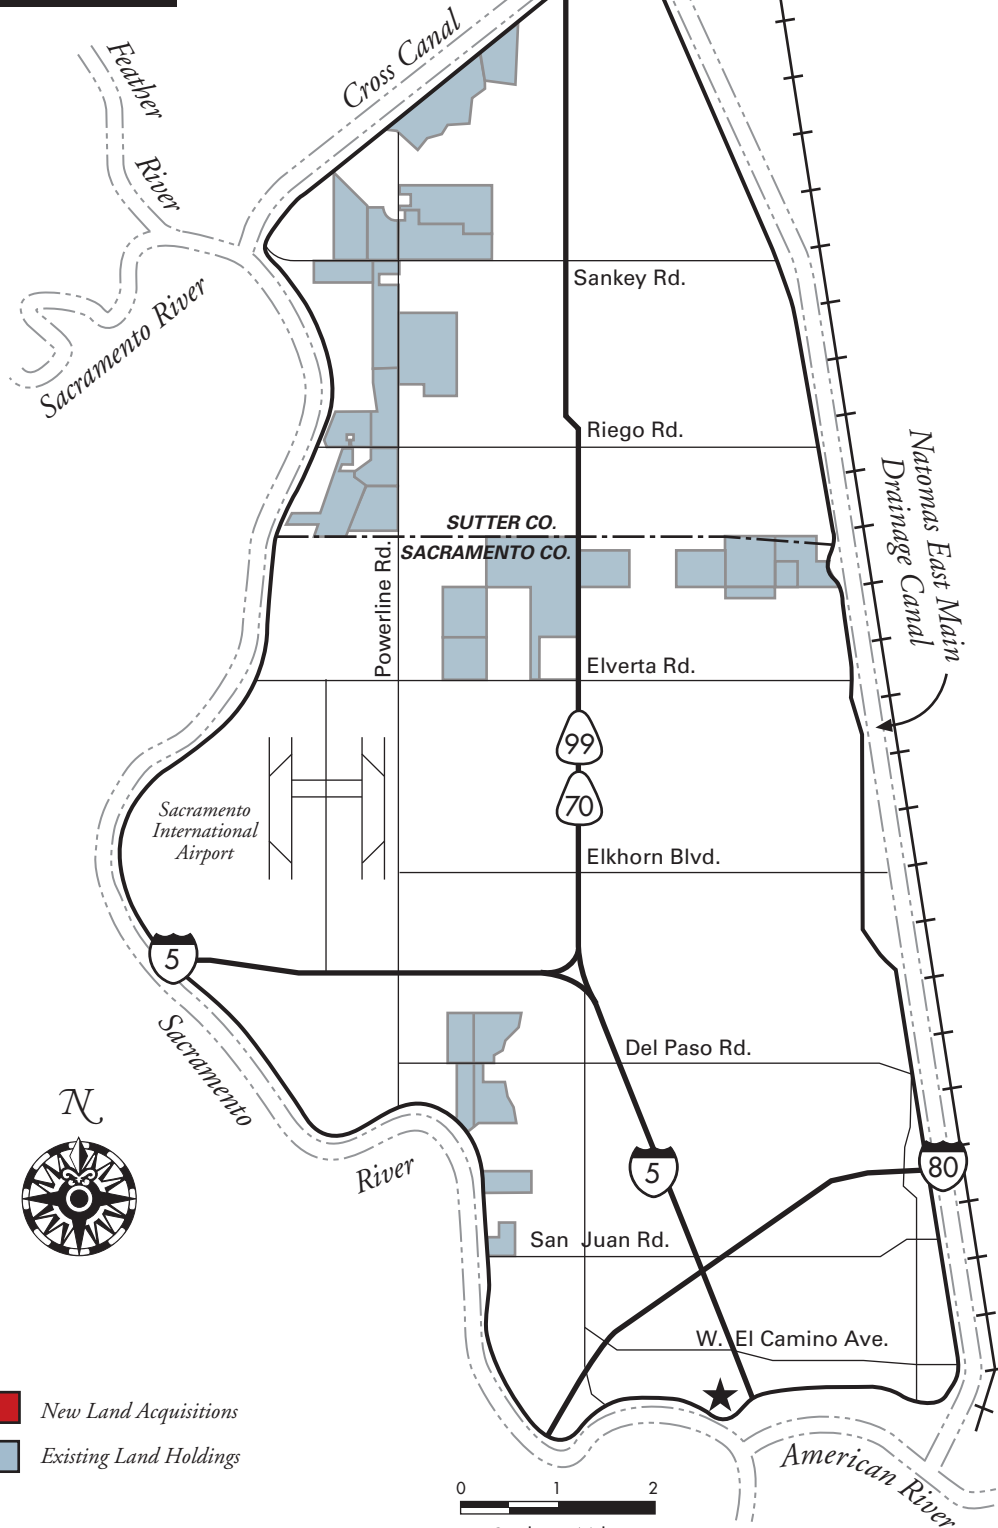 Feather
River
Cross Canal
Sacramento River
Sankey Rd.
Riego Rd.
SUTTER CO.
SACRAMENTO CO.
Powerline Rd.
Natomas East Main
Drainage Canal
Elverta Rd.
99
70
Sacramento
International
Airport
Elkhorn Blvd.
5
Sacramento
River
Del Paso Rd.
N
5
80
San Juan Rd.
W. El Camino Ave.
New Land Acquisitions
Existing Land Holdings
American River
0 1 2